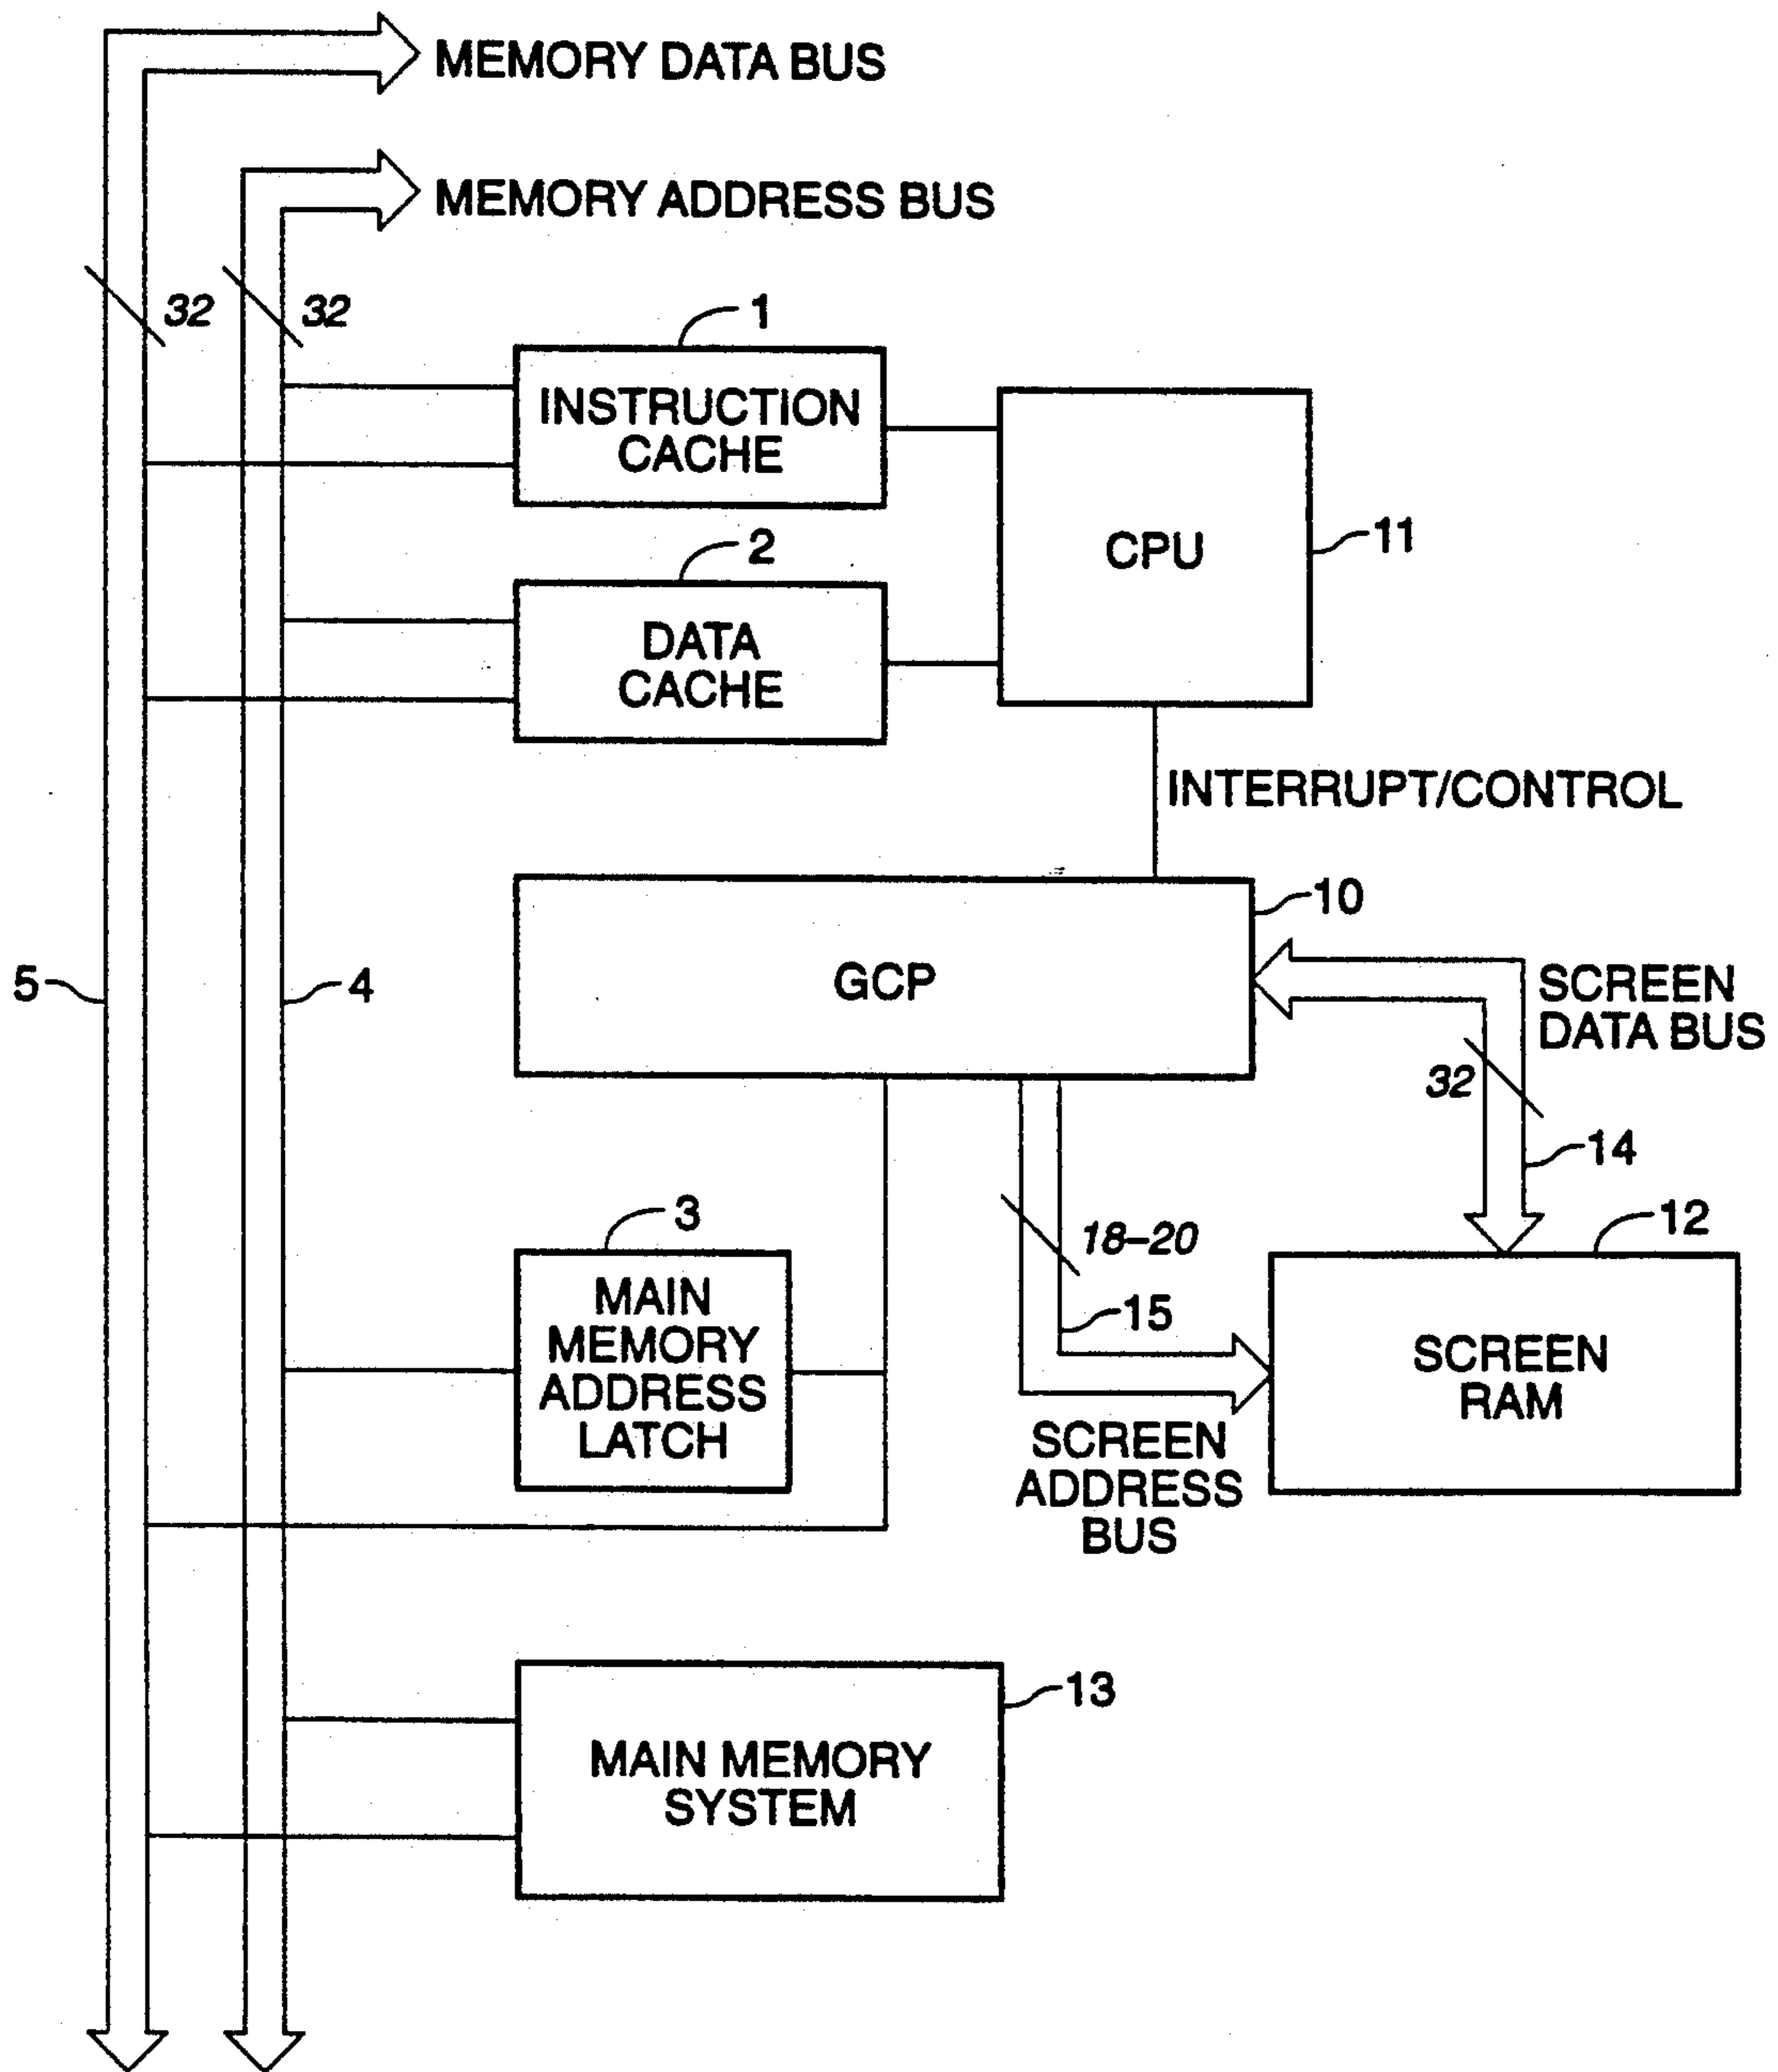 MEMORY DATA BUS
MEMORY ADDRESS BUS
32
32
1
INSTRUCTION
CACHE
CPU
11
2
DATA
CACHE
INTERRUPT/CONTROL
10
GCP
5
4
SCREEN
DATA BUS
32
14
3
18–20
12
MAIN
MEMORY
ADDRESS
LATCH
15
SCREEN
RAM
SCREEN
ADDRESS
BUS
13
MAIN MEMORY
SYSTEM